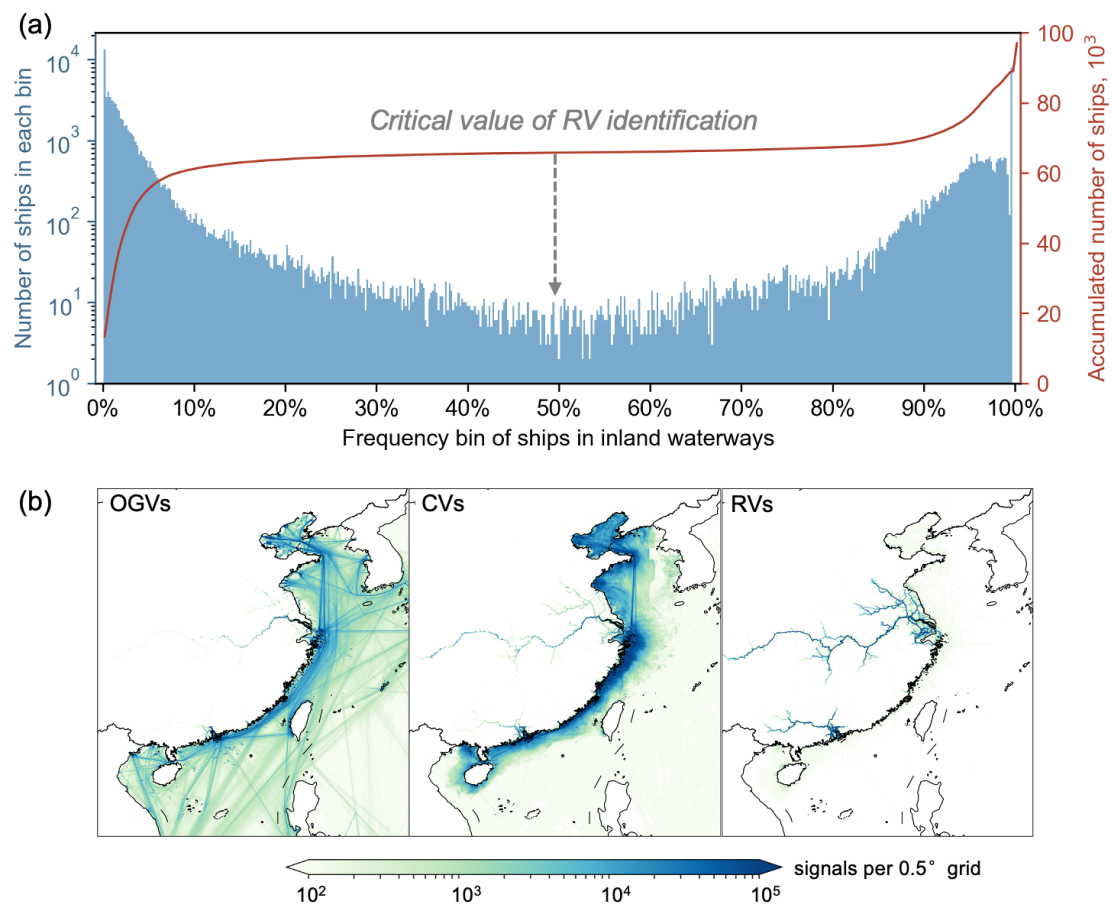 (a)
Number of ships in each bin
10⁴
10³
10²
10¹
10⁰
Critical value of RV identification
100
80
60
40
20
0
Accumulated number of ships, 10³
0% 10% 20% 30% 40% 50% 60% 70% 80% 90% 100%
Frequency bin of ships in inland waterways
(b)
OGVs CVs RVs
10² 10³ 10⁴ 10⁵
signals per 0.5° grid